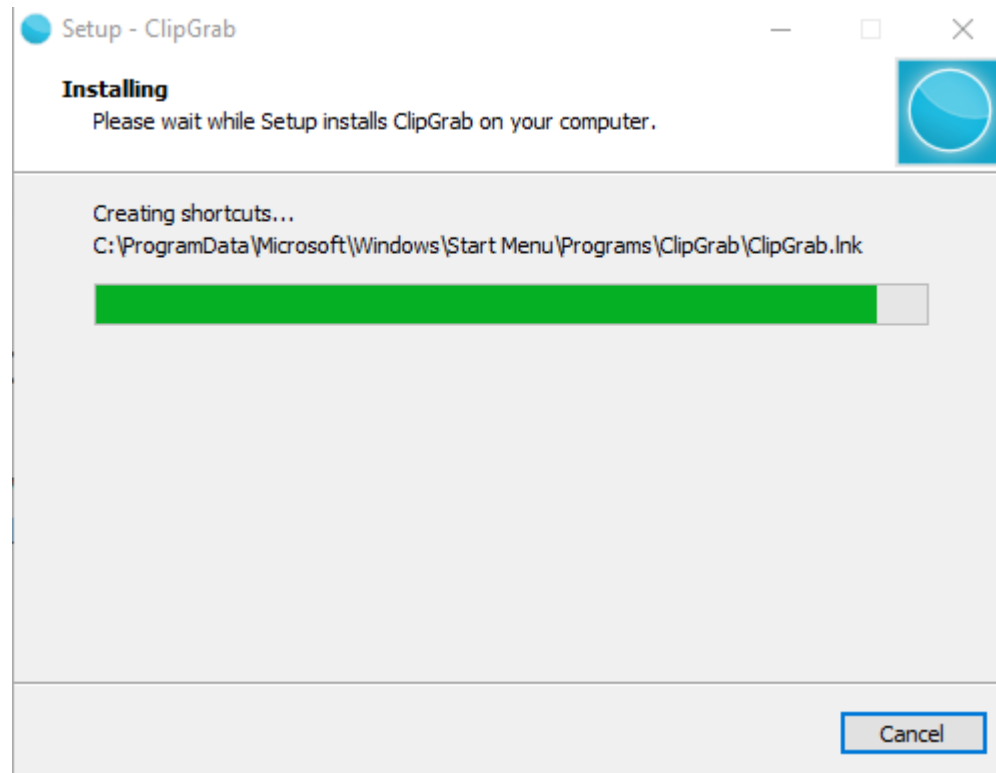 Setup - ClipGrab
Installing
Please wait while Setup installs ClipGrab on your computer.
Creating shortcuts...
C:\ProgramData\Microsoft\Windows\Start Menu\Programs\ClipGrab\ClipGrab.lnk
Cancel